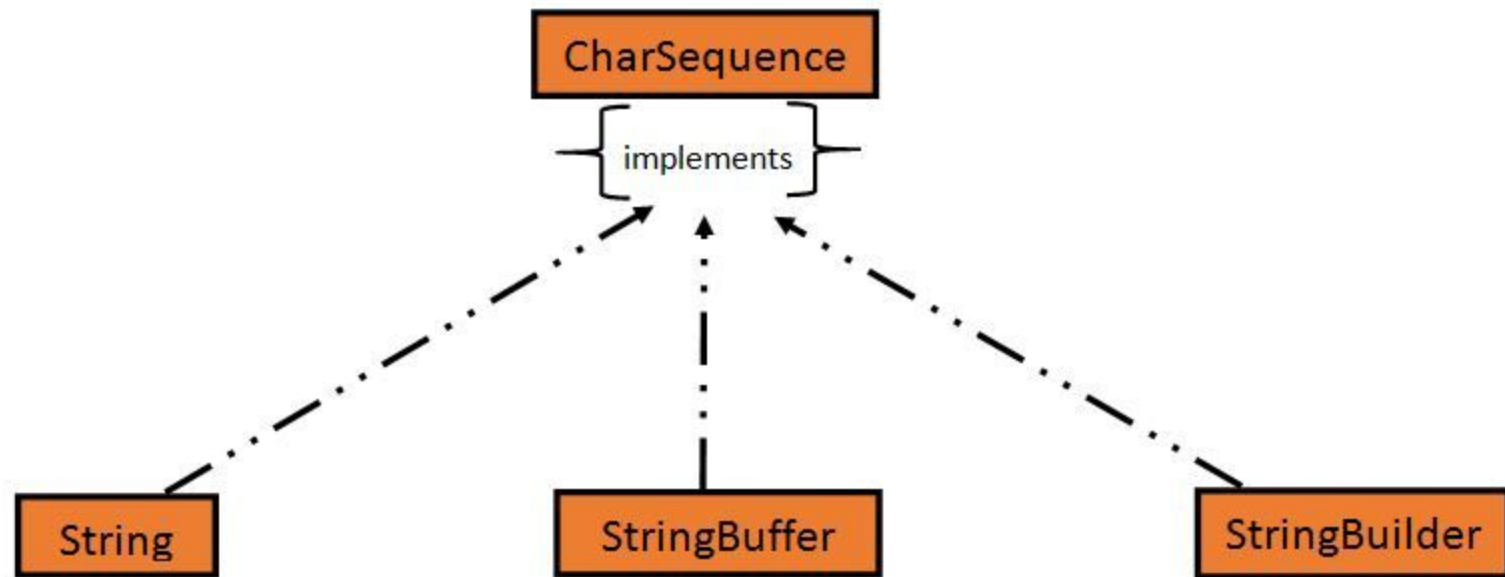 CharSequence
implements
String
StringBuffer
StringBuilder